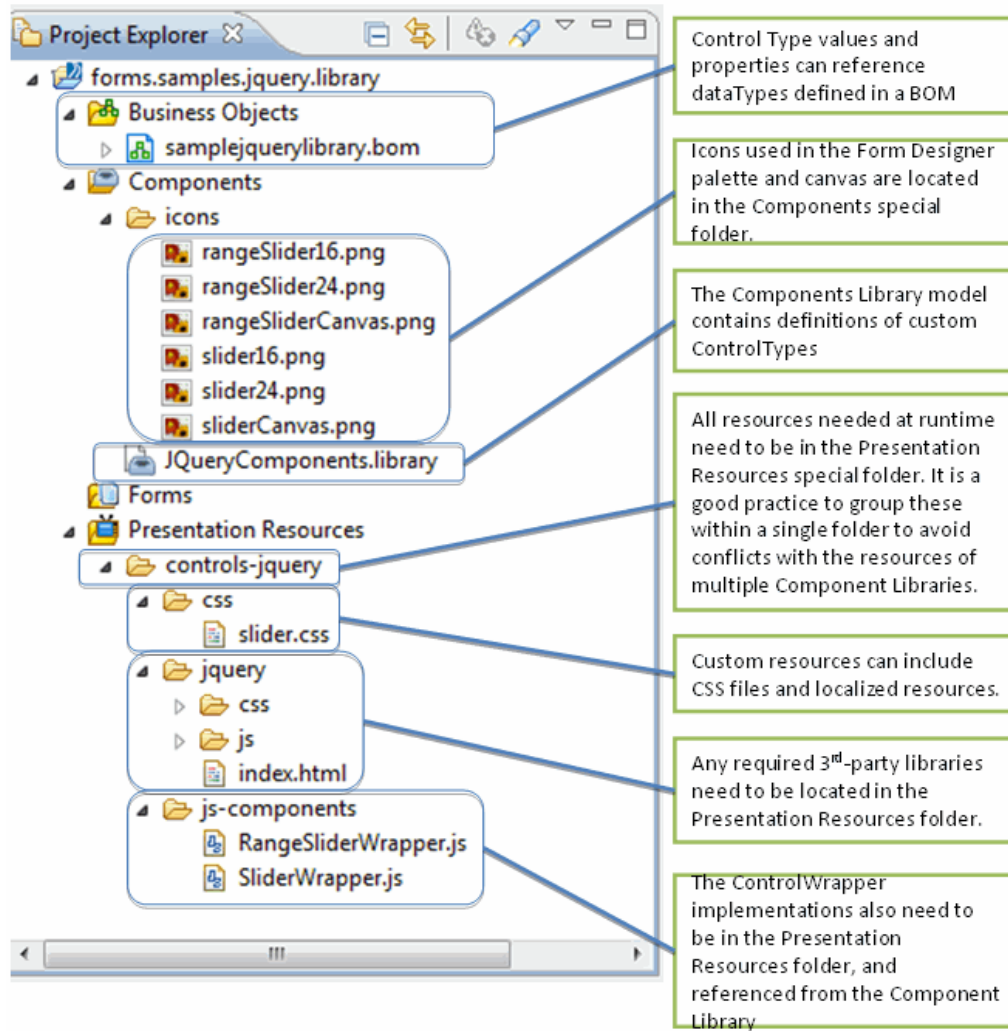 Project Explorer
forms.samples.jquery.library
Business Objects
samplejquerylibrary.bom
Components
icons
rangeSlider16.png
rangeSlider24.png
rangeSliderCanvas.png
slider16.png
slider24.png
sliderCanvas.png
JQueryComponents.library
Forms
Presentation Resources
controls-jquery
css
slider.css
jquery
css
js
index.html
js-components
RangeSliderWrapper.js
SliderWrapper.js
Control Type values and
properties can reference
dataTypes defined in a BOM
Icons used in the Form Designer
palette and canvas are located
in the Components special
folder.
The Components Library model
contains definitions of custom
ControlTypes
All resources needed at runtime
need to be in the Presentation
Resources special folder. It is a
good practice to group these
within a single folder to avoid
conflicts with the resources of
multiple Component Libraries.
Custom resources can include
CSS files and localized resources.
Any required 3rd-party libraries
need to be located in the
Presentation Resources folder.
The ControlWrapper
implementations also need to
be in the Presentation
Resources folder, and
referenced from the Component
Library